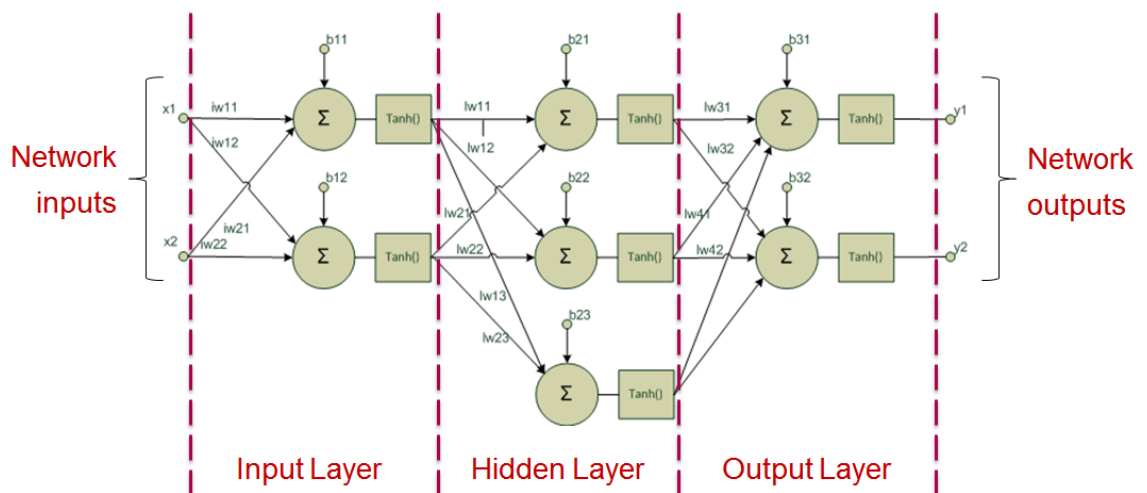 b11
b21
b31
x1
iw11
Σ
Tanh()
lw11
Σ
Tanh()
lw31
Σ
Tanh()
y1
iw12
lw12
lw32
Network
inputs
Network
outputs
b12
b22
b32
x2
iw21
lw22
Σ
Tanh()
lw21
lw22
Σ
Tanh()
lw41
lw42
Σ
Tanh()
y2
lw13
lw23
b23
Σ
Tanh()
Input Layer
Hidden Layer
Output Layer